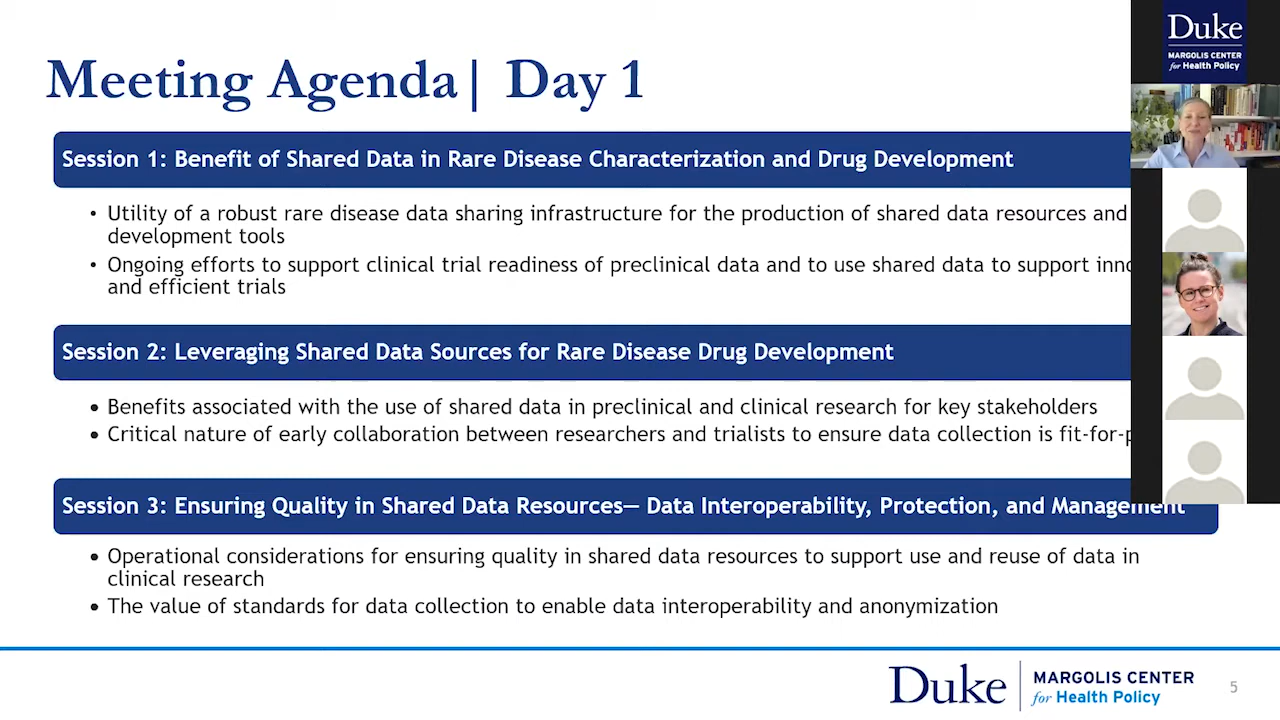 Meeting Agenda| Day 1
Session 1: Benefit of Shared Data in Rare Disease Characterization and Drug Development
• Utility of a robust rare disease data sharing infrastructure for the production of shared data resources and
development tools
• Ongoing efforts to support clinical trial readiness of preclinical data and to use shared data to support
and efficient trials
Session 2: Leveraging Shared Data Sources for Rare Disease Drug Development
• Benefits associated with the use of shared data in preclinical and clinical research for key stakeholders
• Critical nature of early collaboration between researchers and trialists to ensure data collection is fit-for-
Session 3: Ensuring Quality in Shared Data Resources— Data Interoperability, Protection, and Management
• Operational considerations for ensuring quality in shared data resources to support use and reuse of data in
clinical research
• The value of standards for data collection to enable data interoperability and anonymization
Duke
MARGOLIS CENTER
for Health Policy
5
Duke
MARGOLIS CENTER
for Health Policy